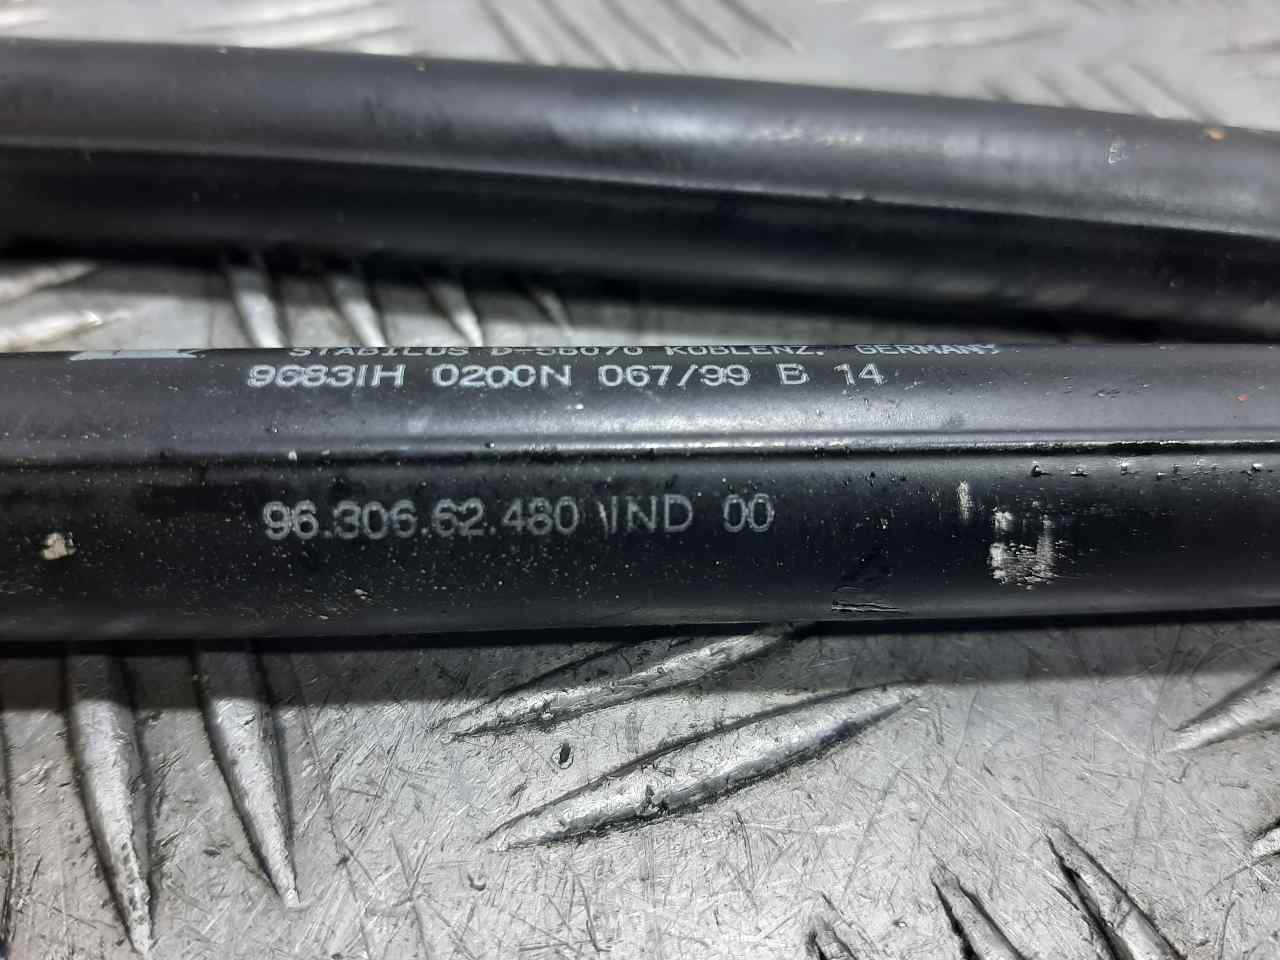 STABILUS D-56070 KOBLENZ, GERMANY
9683IH 0200N 067/99 B 14
96.306.62.480 IND 00